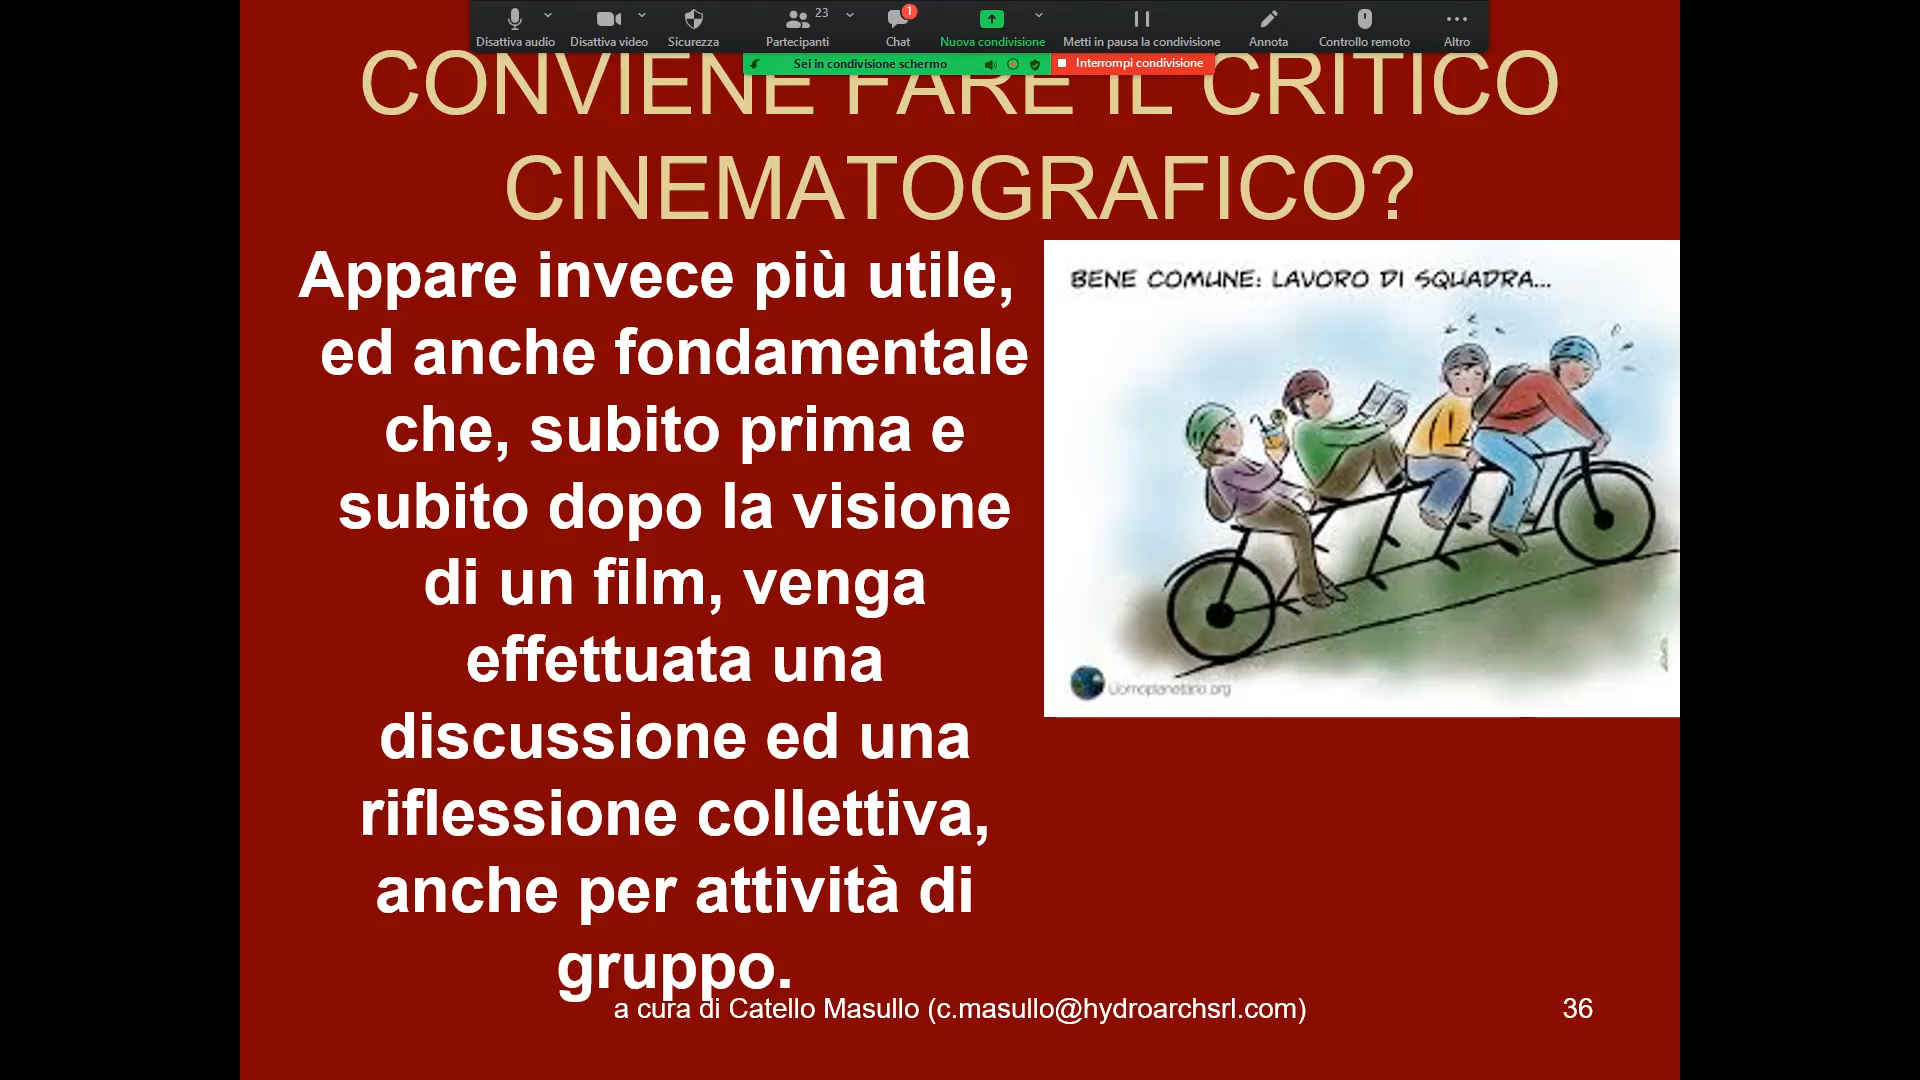 23
1
Disattiva audio
Disattiva video
Sicurezza
Partecipanti
Chat
Nuova condivisione
Metti in pausa la condivisione
Annota
Controllo remoto
Altro
Sei in condivisione schermo
Interrompi condivisione
CONVIENE FARE IL CRITICO
CINEMATOGRAFICO?
Appare invece più utile,
ed anche fondamentale
che, subito prima e
subito dopo la visione
di un film, venga
effettuata una
discussione ed una
riflessione collettiva,
anche per attività di
gruppo.
BENE COMUNE: LAVORO DI SQUADRA...
Uomoplanetario.org
a cura di Catello Masullo (c.masullo@hydroarchsrl.com)
36